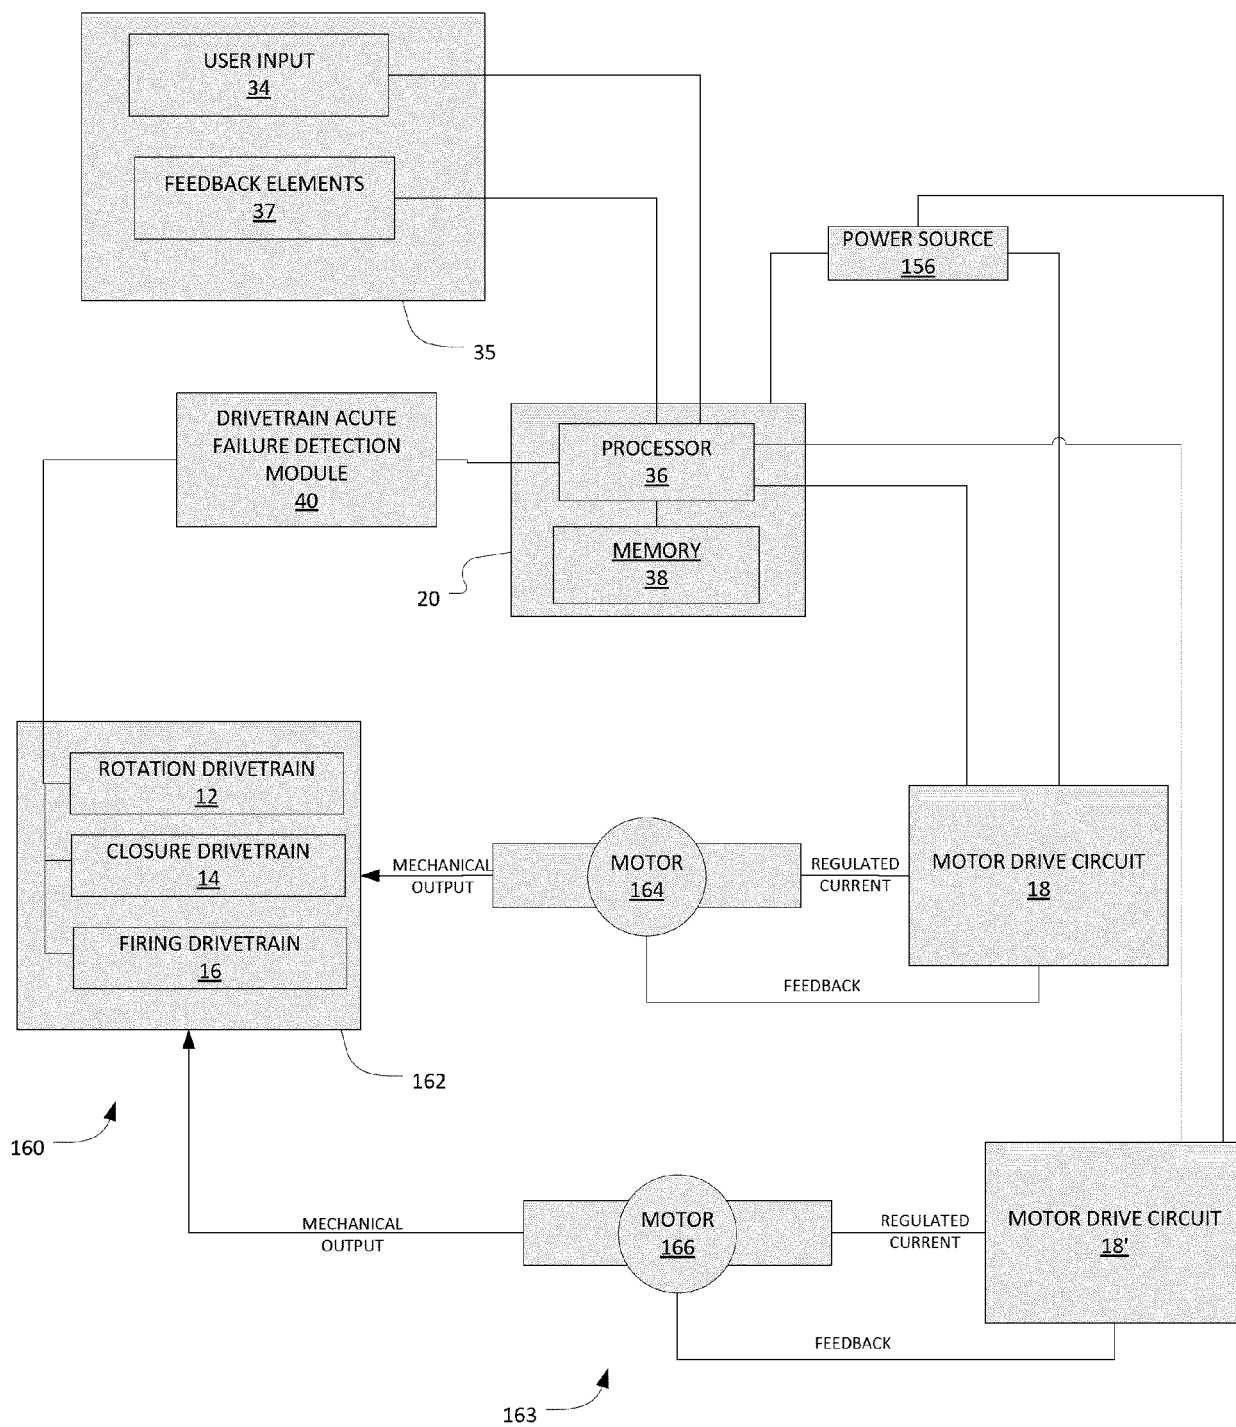 USER INPUT
34
FEEDBACK ELEMENTS
37
35
POWER SOURCE
156
DRIVETRAIN ACUTE
FAILURE DETECTION
MODULE
40
PROCESSOR
36
MEMORY
38
20
ROTATION DRIVETRAIN
12
CLOSURE DRIVETRAIN
14
FIRING DRIVETRAIN
16
162
160
MECHANICAL
OUTPUT
MOTOR
164
REGULATED
CURRENT
MOTOR DRIVE CIRCUIT
18
FEEDBACK
MECHANICAL
OUTPUT
MOTOR
166
REGULATED
CURRENT
MOTOR DRIVE CIRCUIT
18'
FEEDBACK
163